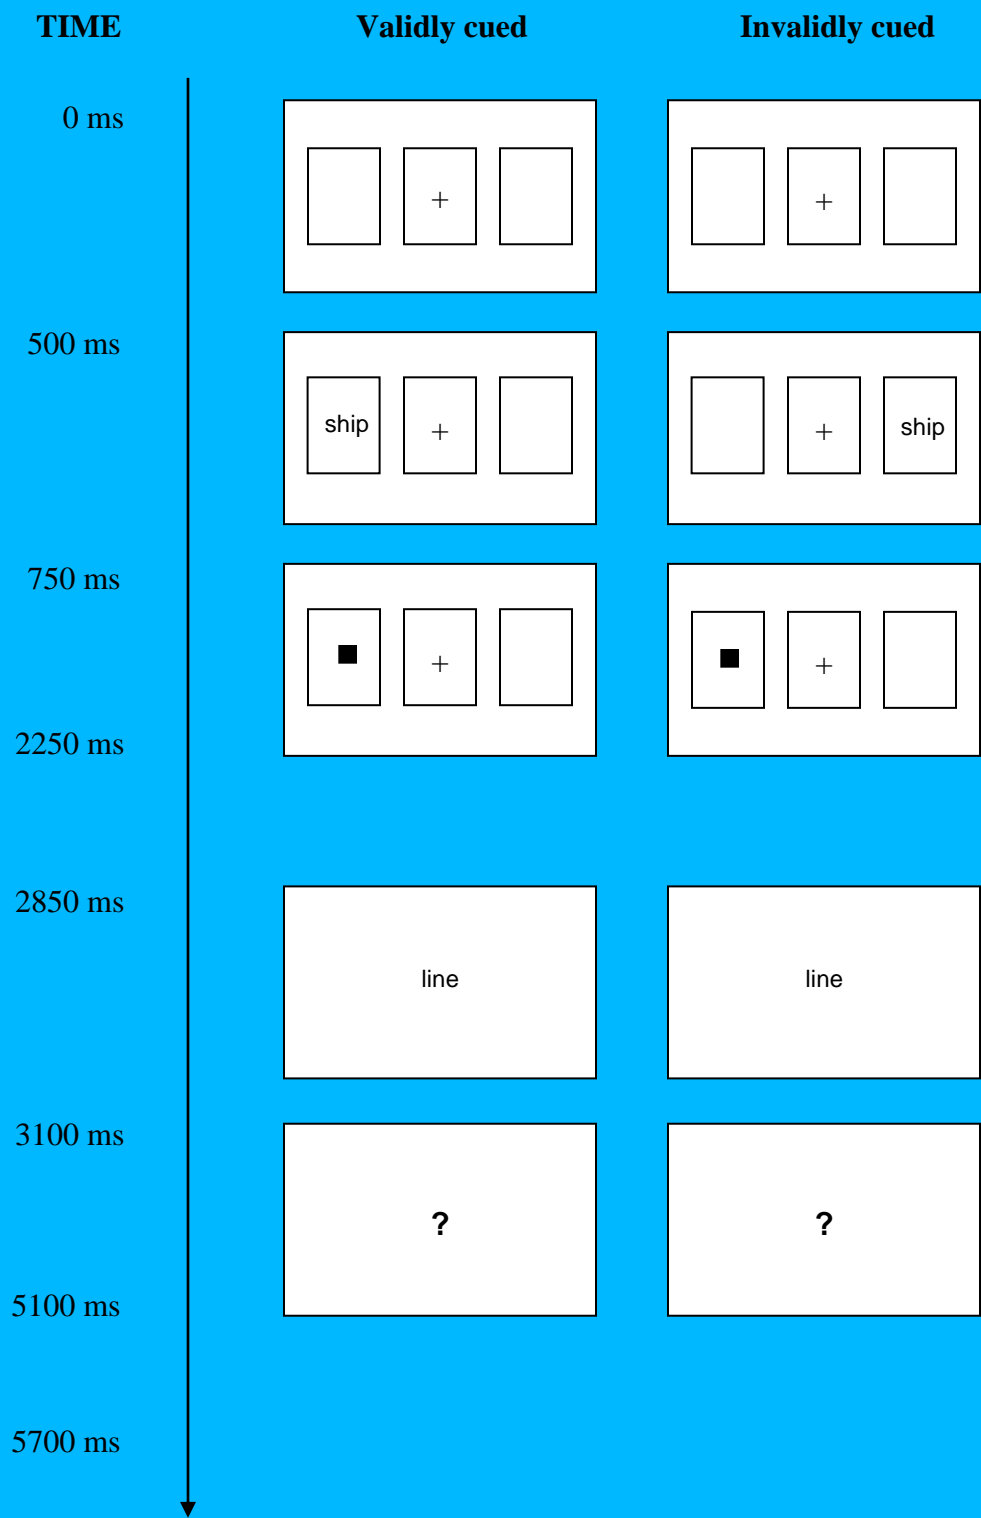 TIME Validly cued Invalidly cued
0 ms
+ +
500 ms
ship + + ship
750 ms
+ +
2250 ms
2850 ms
line line
3100 ms
? ?
5100 ms
5700 ms